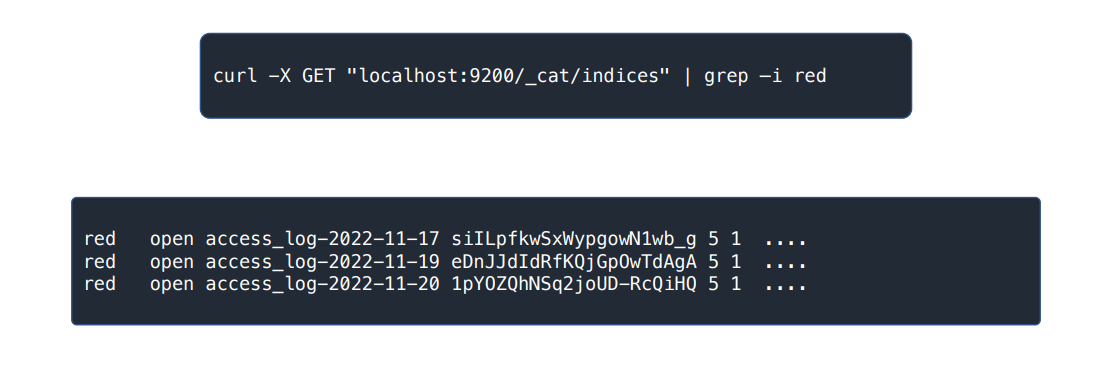 curl -X GET "localhost:9200/_cat/indices" | grep –i red
red   open access_log-2022-11-17 siILpfkwSxWypgowN1wb_g 5 1  ....
red   open access_log-2022-11-19 eDnJJdIdRfKQjGpOwTdAgA 5 1  ....
red   open access_log-2022-11-20 1pYOZQhNSq2joUD-RcQiHQ 5 1  ....